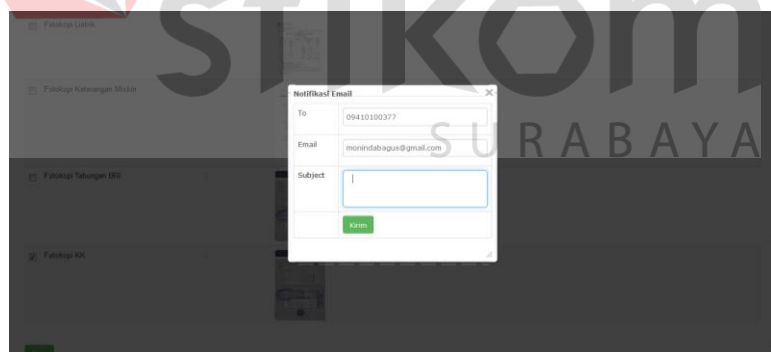 STIKOM
SURABAYA
Fotokopi Listrik
Fotokopi Keterangan Miskin
Notifikasi Email
To
09410100377
Email
monindabagus@gmail.com
Subject
Kirim
Fotokopi Tabungan BRI
Fotokopi KK